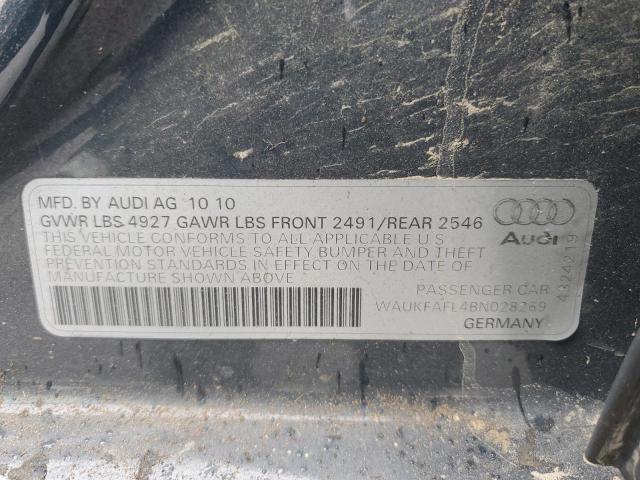 MFD. BY AUDI AG 10 10
GVWR LBS 4927 GAWR LBS FRONT 2491/REAR 2546
THIS VEHICLE CONFORMS TO ALL APPLICABLE U S
FEDERAL MOTOR VEHICLE SAFETY BUMPER AND THEFT
PREVENTION STANDARDS IN EFFECT ON THE DATE OF
MANUFACTURE SHOWN ABOVE
Audi
4324219
PASSENGER CAR
WAUKFAFL4BN028269
GERMANY